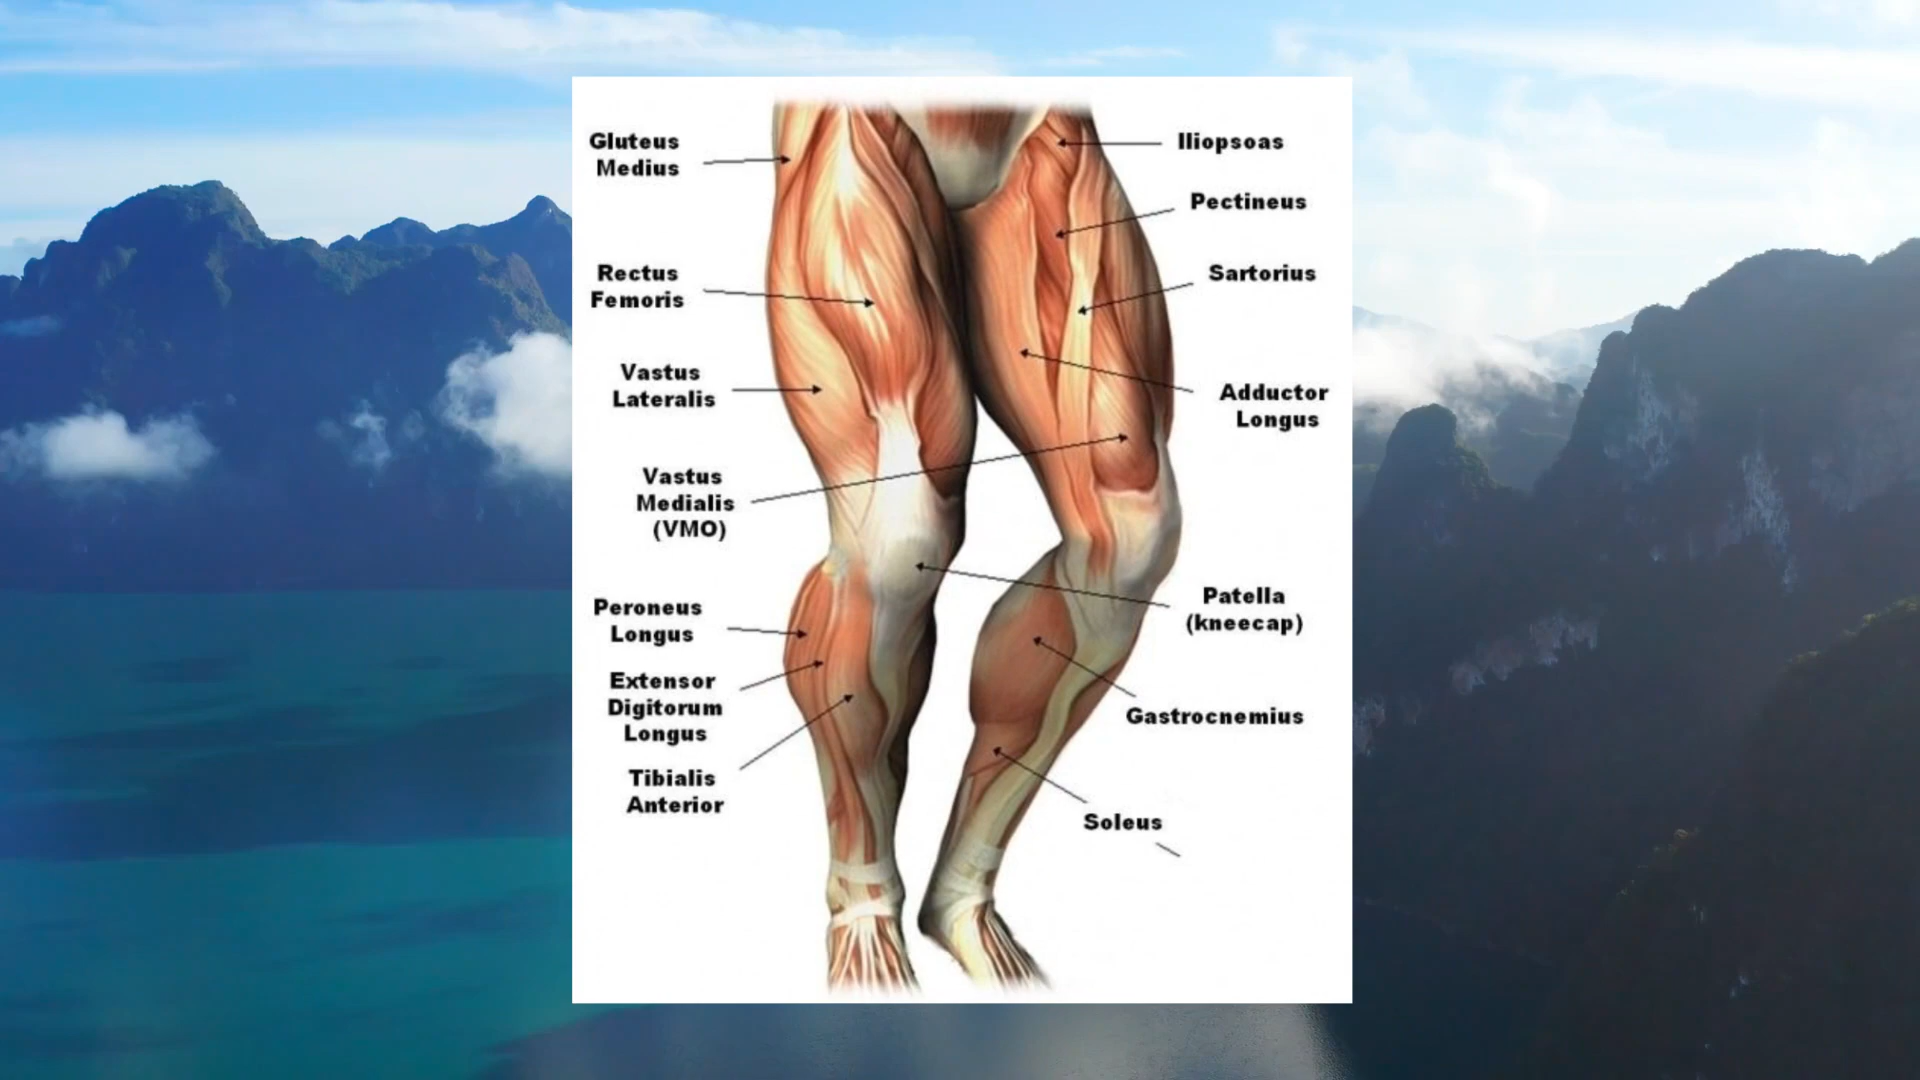 Gluteus
Medius
Rectus
Femoris
Vastus
Lateralis
Vastus
Medialis
(VMO)
Peroneus
Longus
Extensor
Digitorum
Longus
Tibialis
Anterior
Iliopsoas
Pectineus
Sartorius
Adductor
Longus
Patella
(kneecap)
Gastrocnemius
Soleus